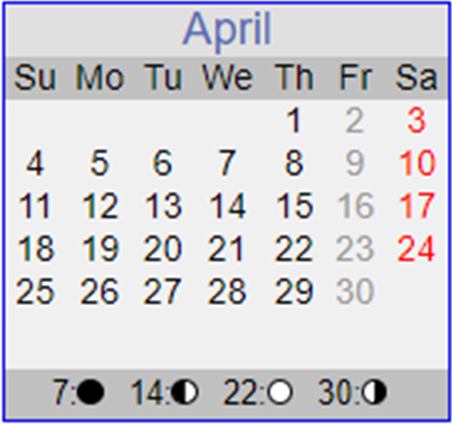 April
Su Mo Tu We Th Fr Sa
1 2 3
4 5 6 7 8 9 10
11 12 13 14 15 16 17
18 19 20 21 22 23 24
25 26 27 28 29 30
7:● 14:◐ 22:○ 30:◑